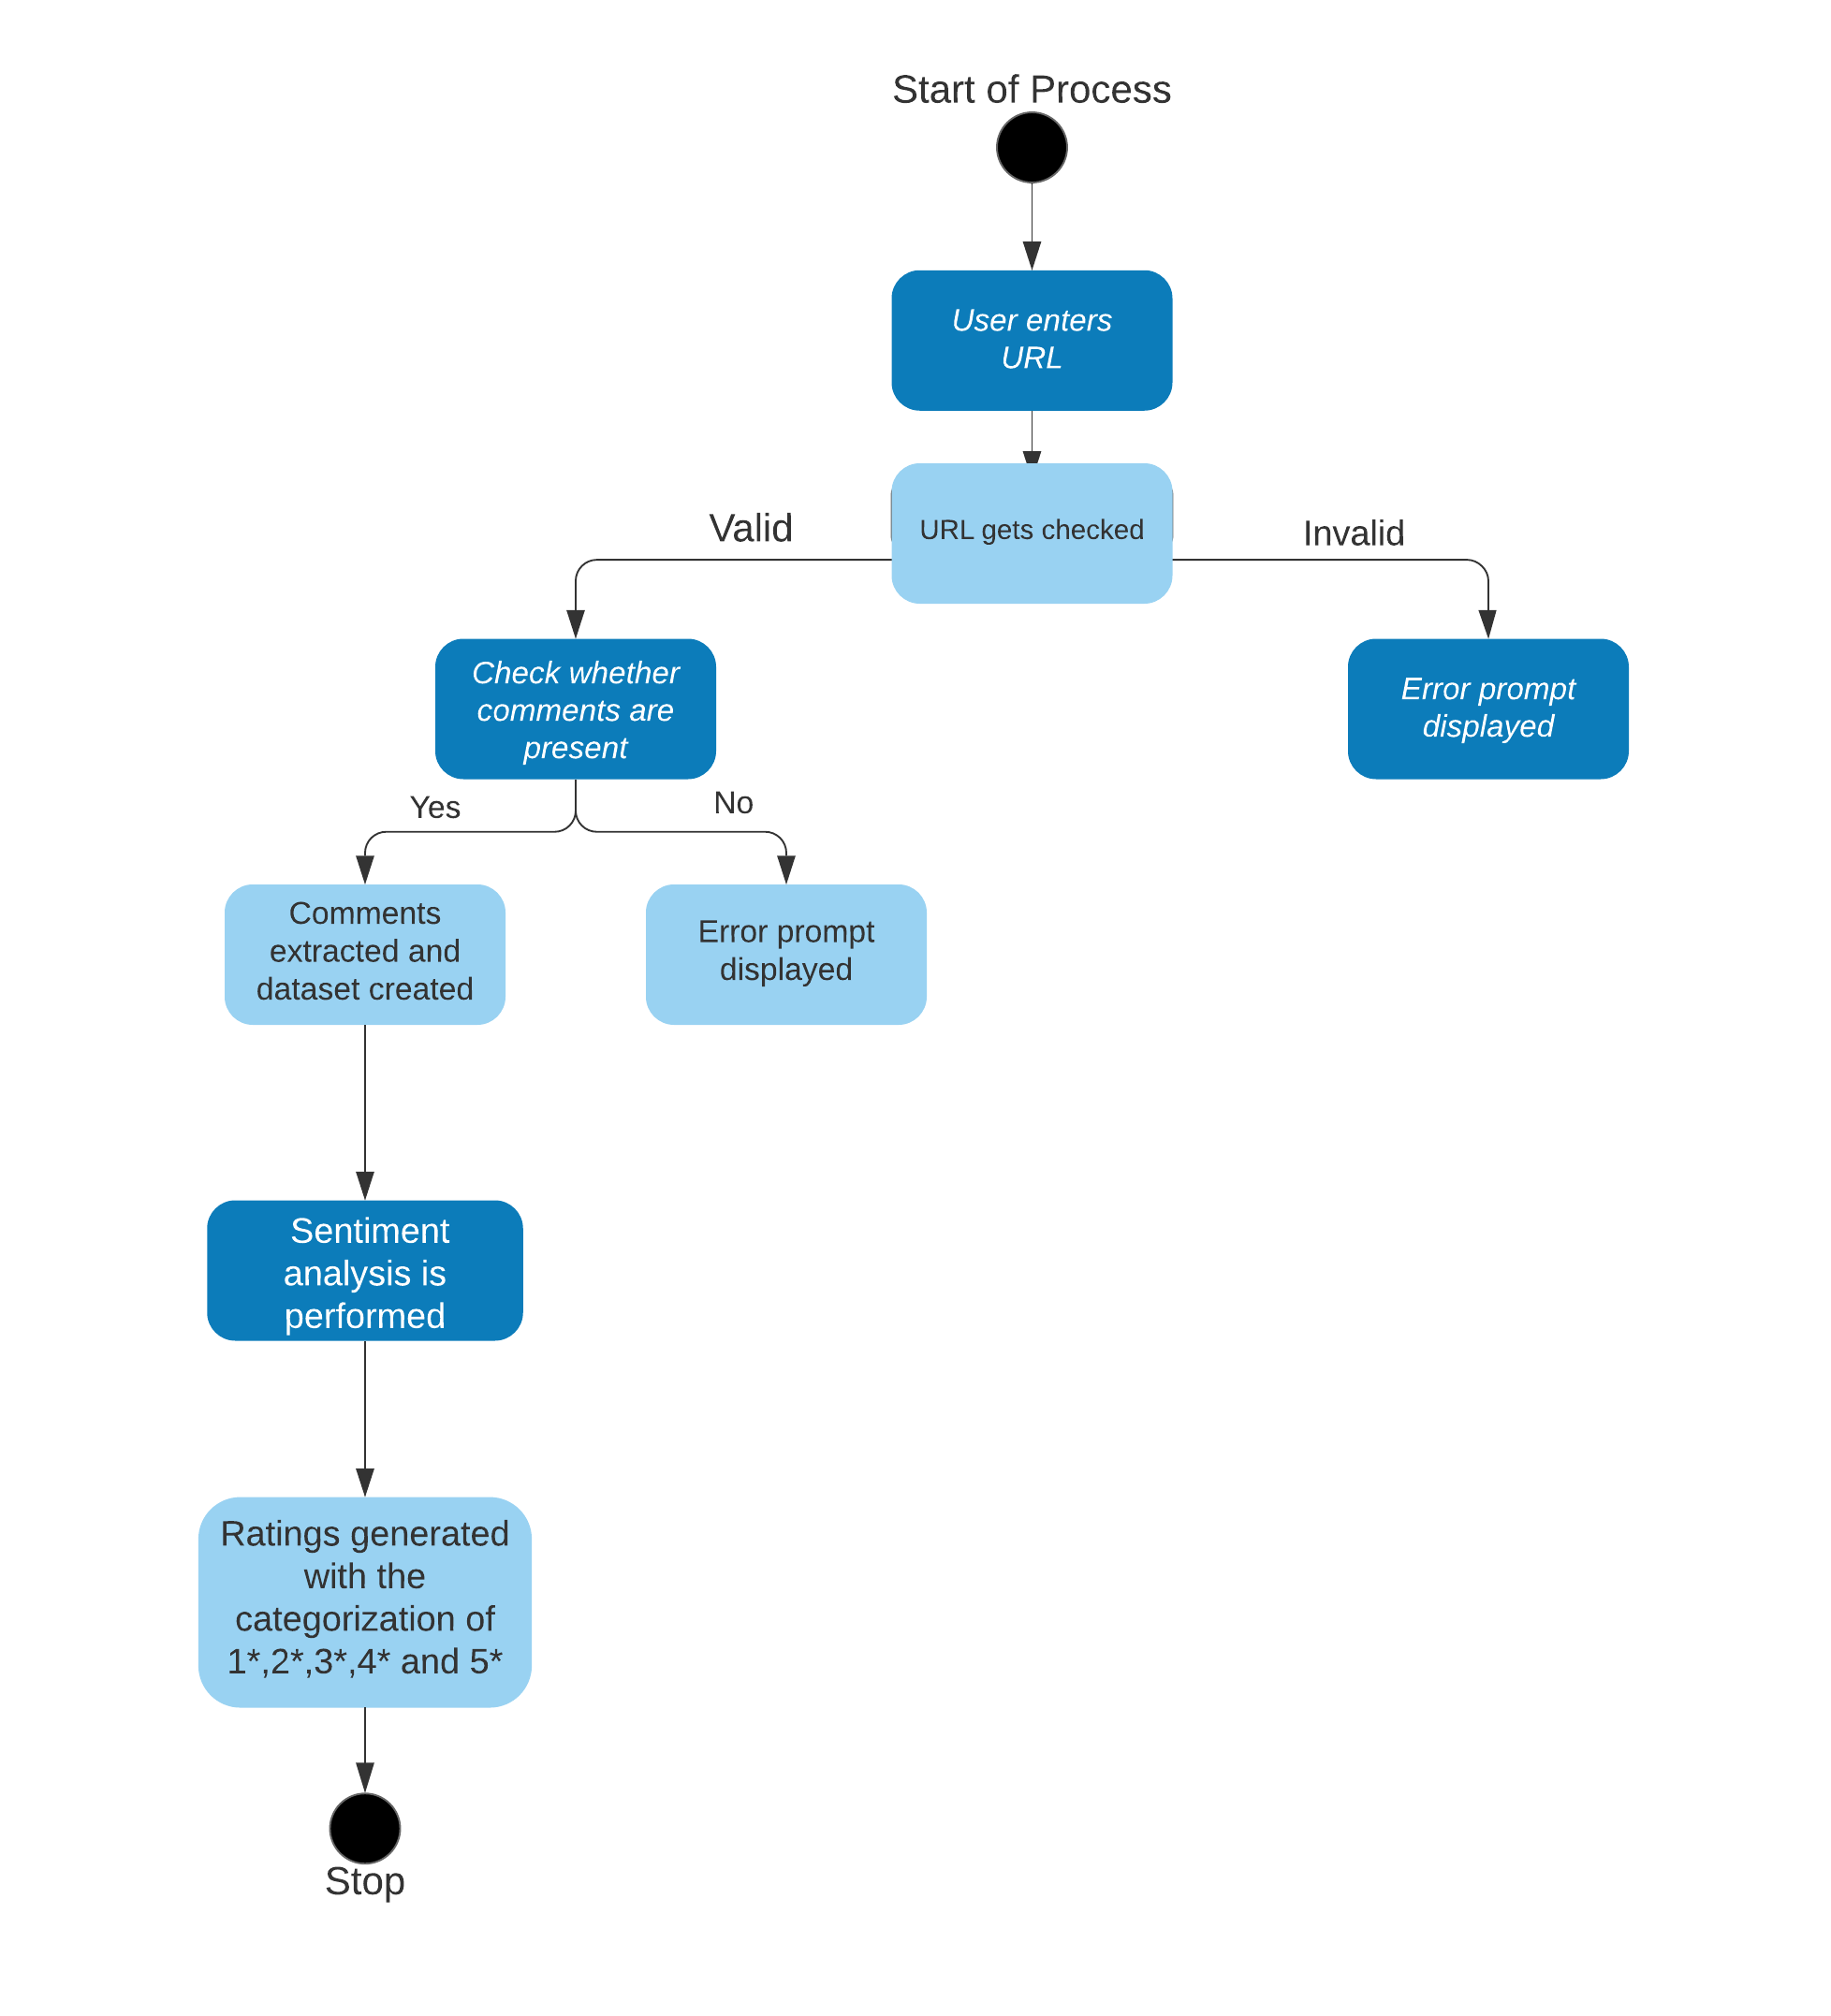 Start of Process
User enters
URL
URL gets checked
Valid
Invalid
Check whether
comments are
present
Error prompt
displayed
Yes
No
Comments
extracted and
dataset created
Error prompt
displayed
Sentiment
analysis is
performed
Ratings generated
with the
categorization of
1*,2*,3*,4* and 5*
Stop